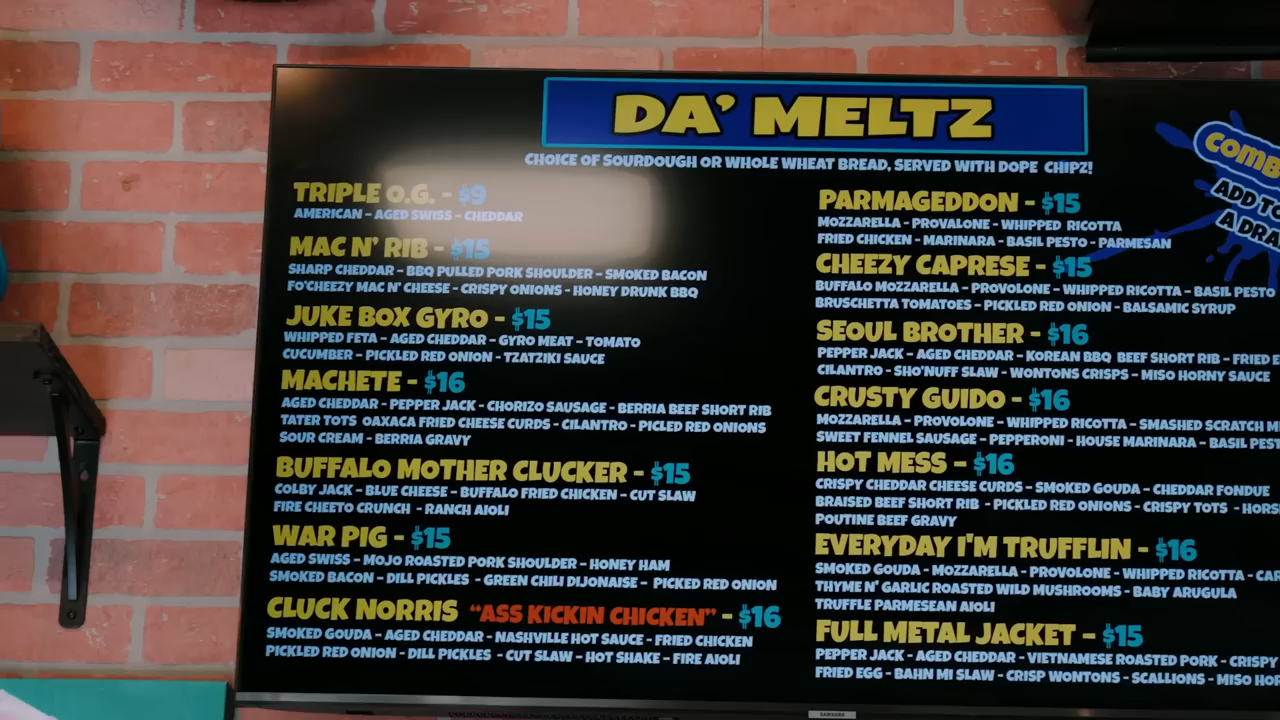 DA' MELTZ
CHOICE OF SOURDOUGH OR WHOLE WHEAT BREAD, SERVED WITH DOPE CHIPZ!
TRIPLE O.G. - $9
AMERICAN - AGED SWISS - CHEDDAR
MAC N' RIB - $15
SHARP CHEDDAR - BBQ PULLED PORK SHOULDER - SMOKED BACON
FO'CHEEZY MAC N' CHEESE - CRISPY ONIONS - HONEY DRUNK BBQ
JUKE BOX GYRO - $15
WHIPPED FETA - AGED CHEDDAR - GYRO MEAT - TOMATO
CUCUMBER - PICKLED RED ONION - TZATZIKI SAUCE
MACHETE - $16
AGED CHEDDAR - PEPPER JACK - CHORIZO SAUSAGE - BERRIA BEEF SHORT RIB
TATER TOTS OAXACA FRIED CHEESE CURDS - CILANTRO - PICLED RED ONIONS
SOUR CREAM - BERRIA GRAVY
BUFFALO MOTHER CLUCKER - $15
COLBY JACK - BLUE CHEESE - BUFFALO FRIED CHICKEN - CUT SLAW
FIRE CHEETO CRUNCH - RANCH AIOLI
WAR PIG - $15
AGED SWISS - MOJO ROASTED PORK SHOULDER - HONEY HAM
SMOKED BACON - DILL PICKLES - GREEN CHILI DIJONAISE - PICKED RED ONION
CLUCK NORRIS "ASS KICKIN CHICKEN" - $16
SMOKED GOUDA - AGED CHEDDAR - NASHVILLE HOT SAUCE - FRIED CHICKEN
PICKLED RED ONION - DILL PICKLES - CUT SLAW - HOT SHAKE - FIRE AIOLI
PARMAGEDDON - $15
MOZZARELLA - PROVALONE - WHIPPED RICOTTA
FRIED CHICKEN - MARINARA - BASIL PESTO - PARMESAN
CHEEZY CAPRESE - $15
BUFFALO MOZZARELLA - PROVALONE - WHIPPED RICOTTA - BASIL PESTO
BRUSCHETTA TOMATOES - PICKLED RED ONION - BALSAMIC SYRUP
SEOUL BROTHER - $16
PEPPER JACK - AGED CHEDDAR - KOREAN BBQ BEEF SHORT RIB - FRIED
CILANTRO - SHO'NUFF SLAW - WONTONS CRISPS - MISO HORNY SAUCE
CRUSTY GUIDO - $16
MOZZARELLA - PROVALONE - WHIPPED RICOTTA - SMASHED SCRATCH
SWEET FENNEL SAUSAGE - PEPPERONI - HOUSE MARINARA - BASIL
HOT MESS - $16
CRISPY CHEDDAR CHEESE CURDS - SMOKED GOUDA - CHEDDAR FONDUE
BRAISED BEEF SHORT RIB - PICKLED RED ONIONS - CRISPY TOTS -
POUTINE BEEF GRAVY
EVERYDAY I'M TRUFFLIN - $16
SMOKED GOUDA - MOZZARELLA - PROVALONE - WHIPPED RICOTTA -
THYME N' GARLIC ROASTED WILD MUSHROOMS - BABY ARUGULA
TRUFFLE PARMESEAN AIOLI
FULL METAL JACKET - $15
PEPPER JACK - AGED CHEDDAR - VIETNAMESE ROASTED PORK - CRISPY
FRIED EGG - BAHN MI SLAW - CRISP WONTONS - SCALLIONS - MISO
ADD
A
SAMSUNG